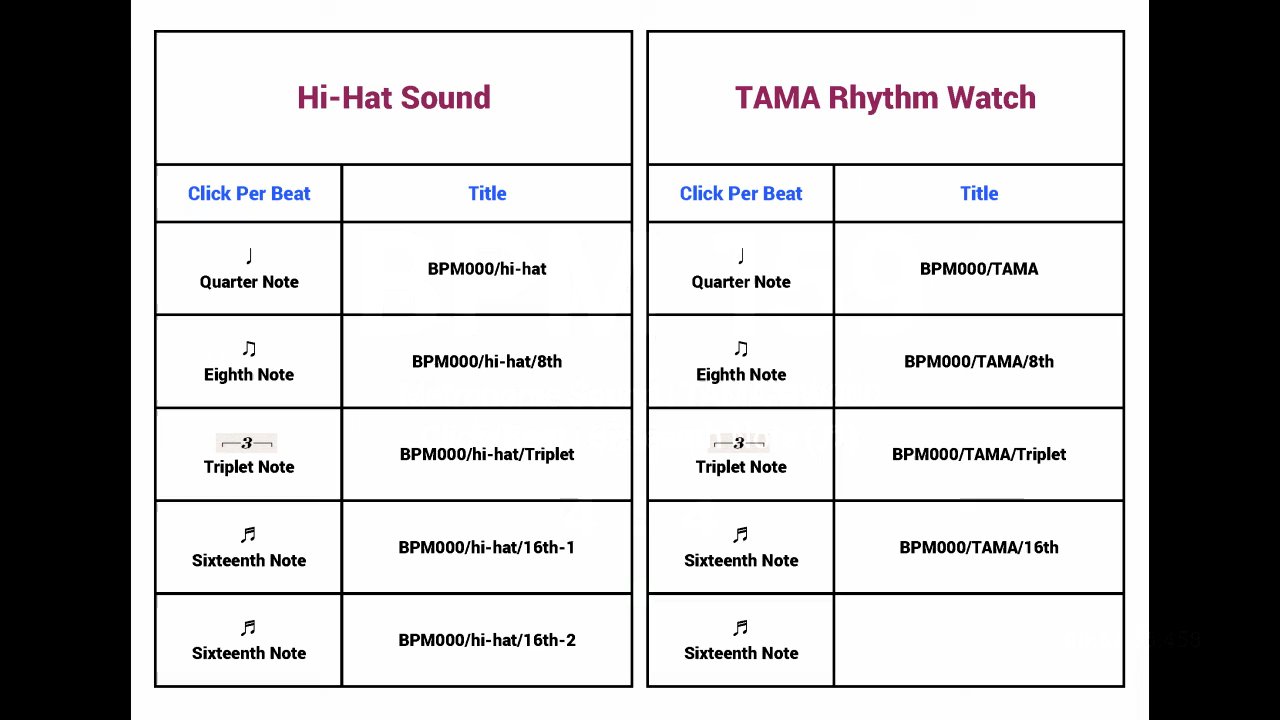 Hi-Hat Sound
Click Per Beat Title
Quarter Note BPM000/hi-hat
Eighth Note BPM000/hi-hat/8th
3
Triplet Note BPM000/hi-hat/Triplet
Sixteenth Note BPM000/hi-hat/16th-1
Sixteenth Note BPM000/hi-hat/16th-2
TAMA Rhythm Watch
Click Per Beat Title
Quarter Note BPM000/TAMA
Eighth Note BPM000/TAMA/8th
3
Triplet Note BPM000/TAMA/Triplet
Sixteenth Note BPM000/TAMA/16th
Sixteenth Note